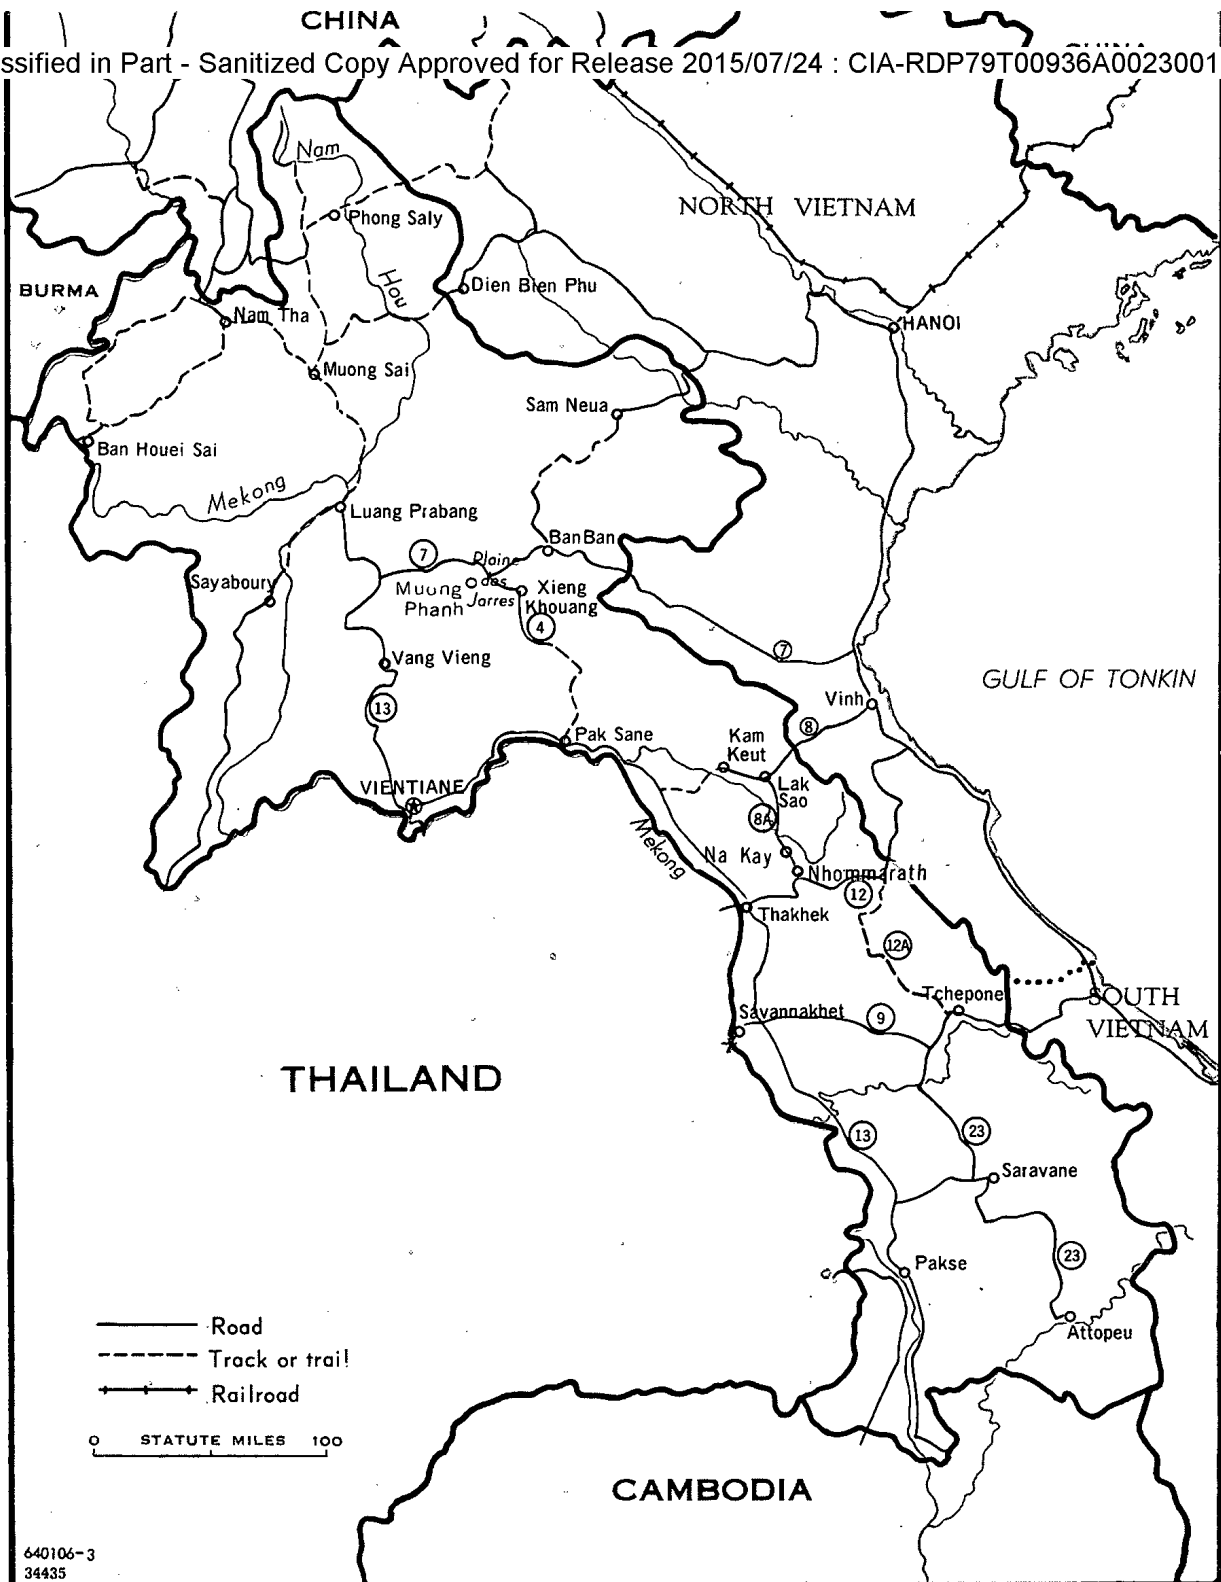 CHINA
CHINA
ssified in Part - Sanitized Copy Approved for Release 2015/07/24 : CIA-RDP79T00936A0023001
Nam
NORTH VIETNAM
Phong Saly
Hou
Dien Bien Phu
BURMA
Nam Tha
HANOI
Muong Sai
Sam Neua
Ban Houei Sai
Mekong
Luang Prabang
7
Plaine
des
Jarres
Ban Ban
Sayaboury
Muong
Phanh
Xieng
Khouang
4
7
Vang Vieng
GULF OF TONKIN
Vinh
13
8
Pak Sane
Kam
Keut
VIENTIANE
Lak
Sao
8A
Mekong
Na Kay
Nhommarath
12
Thakhek
12A
Tchepone
SOUTH
VIETNAM
Savannakhet
9
THAILAND
13
23
Saravane
23
Pakse
Attopeu
Road
Track or trail
Railroad
0 STATUTE MILES 100
CAMBODIA
640106-3
34435